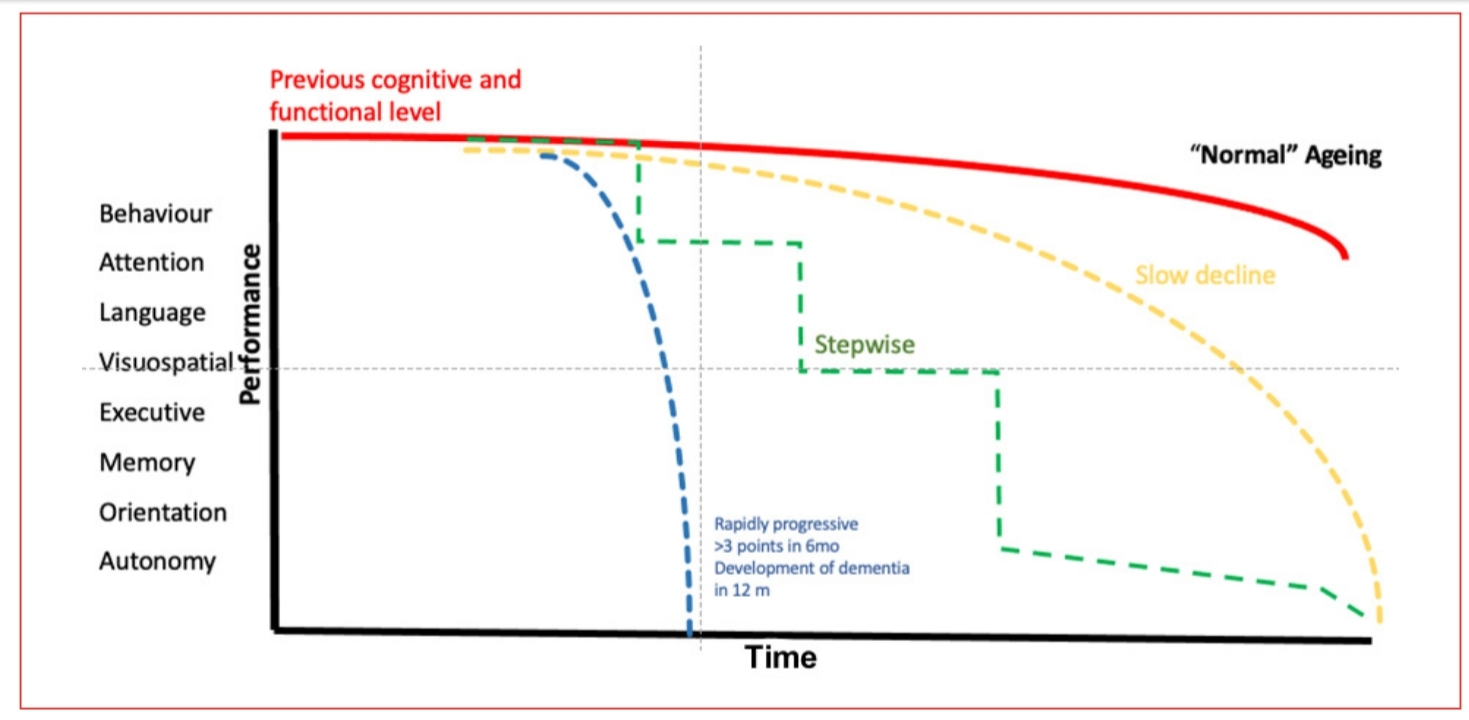 Previous cognitive and
functional level
"Normal" Ageing
Behaviour
Attention
Language
Visuospatial
Executive
Memory
Orientation
Autonomy
Performance
Slow decline
Stepwise
Rapidly progressive
>3 points in 6mo
Development of dementia
in 12 m
Time